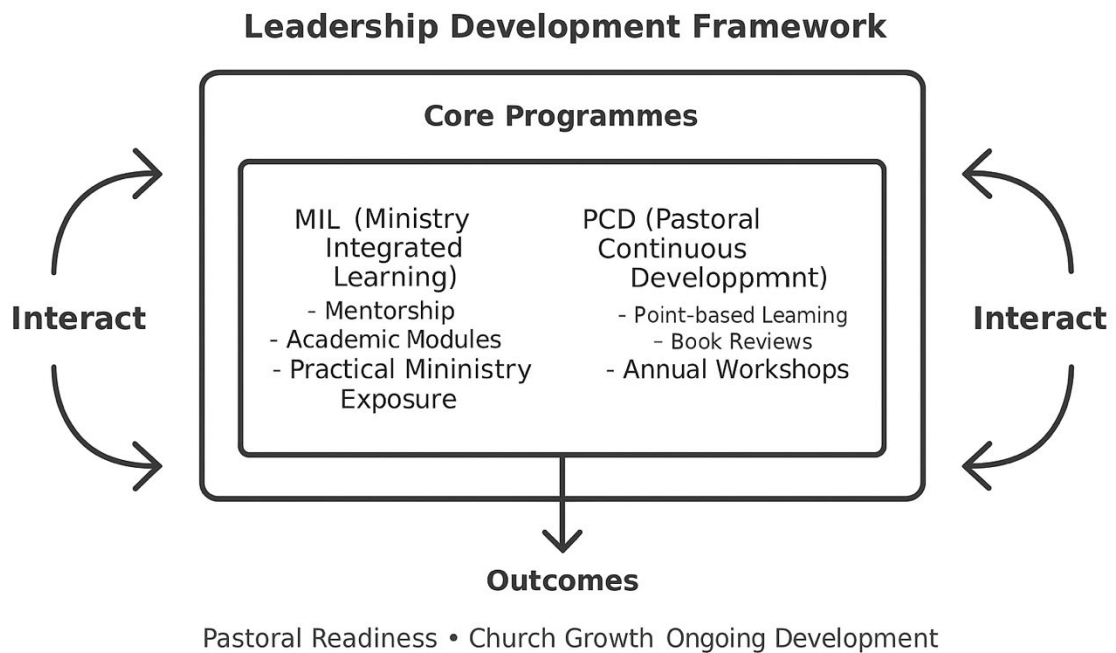 Leadership Development Framework
Core Programmes
MIL (Ministry
Integrated
Learning)
- Mentorship
- Academic Modules
- Practical Mininistry
Exposure
PCD (Pastoral
Continuous
Developpmnt)
- Point-based Leaming
- Book Reviews
- Annual Workshops
Interact
Interact
Outcomes
Pastoral Readiness • Church Growth Ongoing Development